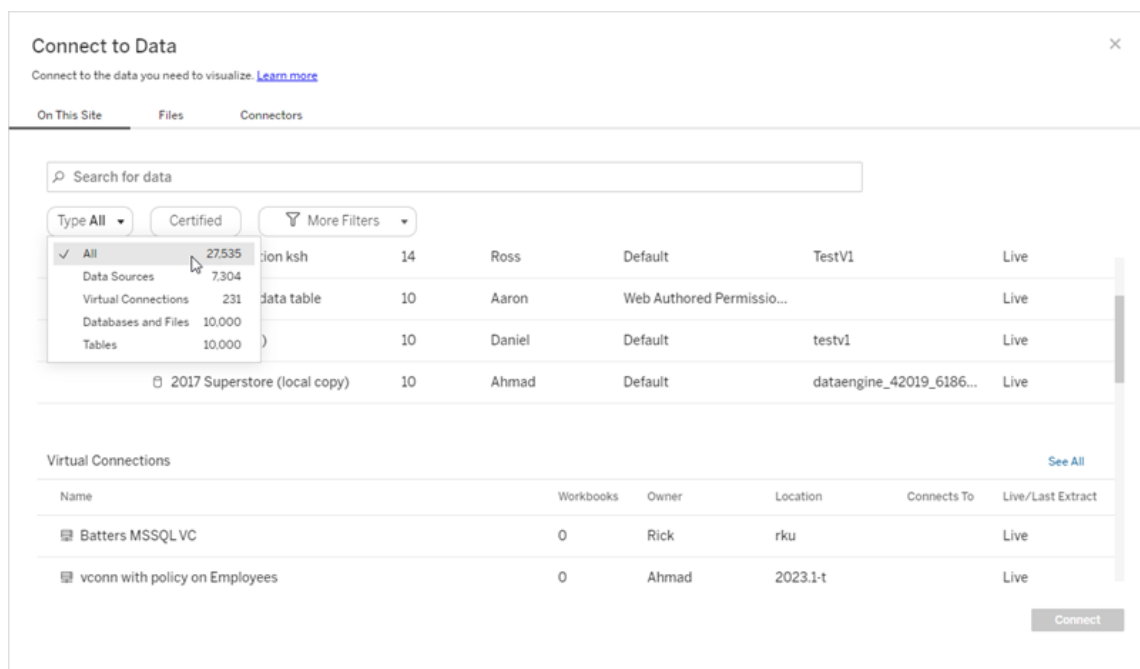 Connect to Data
Connect to the data you need to visualize. Learn more
On This Site Files Connectors
Search for data
Type All Certified More Filters
All 27,535
Data Sources 7,304
Virtual Connections 231
Databases and Files 10,000
Tables 10,000
ion ksh 14 Ross Default TestV1 Live
data table 10 Aaron Web Authored Permissio... Live
) 10 Daniel Default testv1 Live
2017 Superstore (local copy) 10 Ahmad Default dataengine_42019_6186... Live
Virtual Connections See All
Name Workbooks Owner Location Connects To Live/Last Extract
Batters MSSQL VC 0 Rick rku Live
vconn with policy on Employees 0 Ahmad 2023.1-t Live
Connect